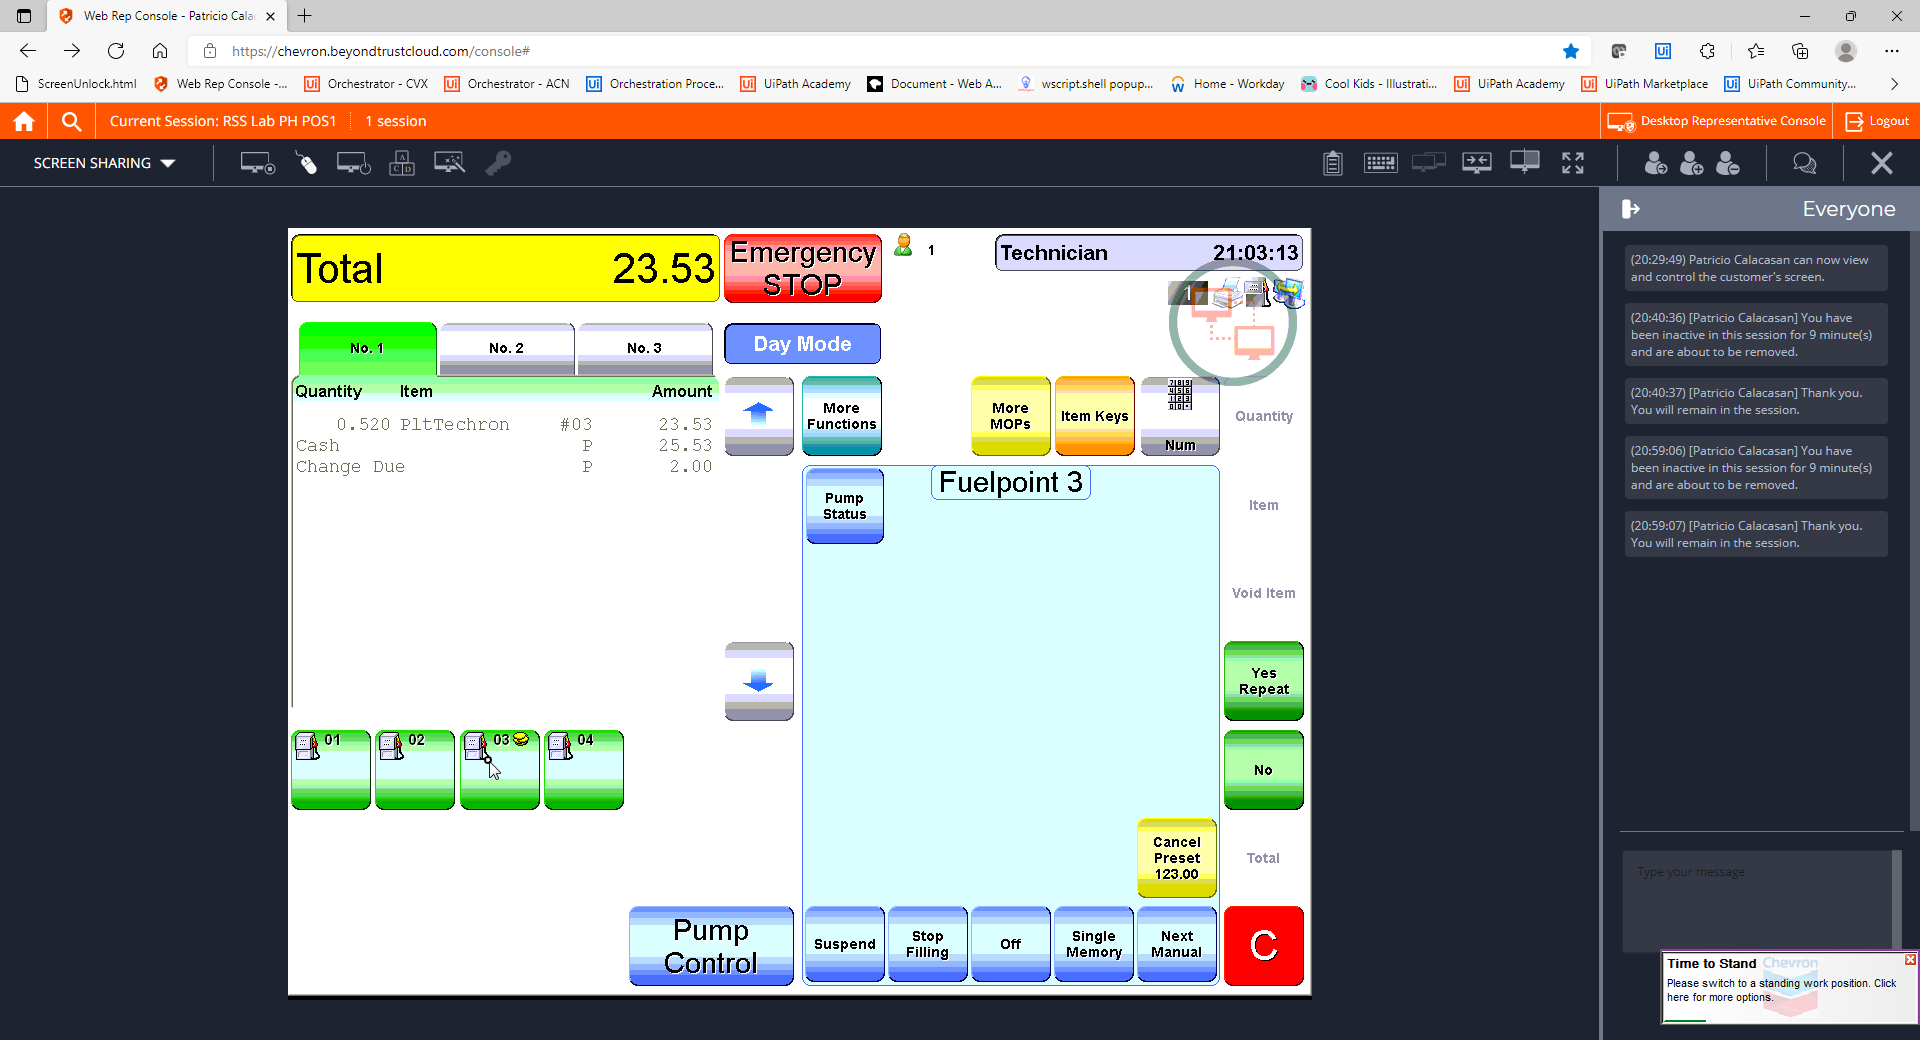 Web Rep Console - Patricio Cala
https://chevron.beyondtrustcloud.com/console#
ScreenUnlock.html
Web Rep Console -...
Orchestrator - CVX
Orchestrator - ACN
Orchestration Proce...
UiPath Academy
Document - Web A...
wscript.shell popup...
Home - Workday
Cool Kids - Illustrati...
UiPath Academy
UiPath Marketplace
UiPath Community...
Current Session: RSS Lab PH POS1
1 session
Desktop Representative Console
Logout
SCREEN SHARING
Everyone
(20:29:49) Patricio Calacasan can now view
and control the customer's screen.
(20:40:36) [Patricio Calacasan] You have
been inactive in this session for 9 minute(s)
and are about to be removed.
(20:40:37) [Patricio Calacasan] Thank you.
You will remain in the session.
(20:59:06) [Patricio Calacasan] You have
been inactive in this session for 9 minute(s)
and are about to be removed.
(20:59:07) [Patricio Calacasan] Thank you.
You will remain in the session.
Type your message
Total 23.53
Emergency
STOP
1
Technician 21:03:13
1
No. 1
No. 2
No. 3
Day Mode
Quantity Item Amount
0.520 PltTechron #03 23.53
Cash P 25.53
Change Due P 2.00
More
Functions
More
MOPs
Item Keys
Num
Quantity
Fuelpoint 3
Pump
Status
Item
Void Item
Yes
Repeat
No
01
02
03
04
Cancel
Preset
123.00
Total
Pump
Control
Suspend
Stop
Filling
Off
Single
Memory
Next
Manual
C
Time to Stand
Chevron
Please switch to a standing work position. Click
here for more options.